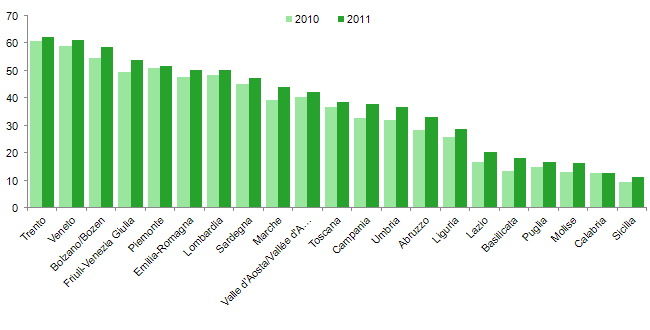 2010 2011
70
60
50
40
30
20
10
0
Trento
Veneto
Bolzano/Bozen
Friuli-Venezia Giulia
Piemonte
Emilia-Romagna
Lombardia
Sardegna
Marche
Valle d'Aosta/Vallée d'A…
Toscana
Campania
Umbria
Abruzzo
Liguria
Lazio
Basilicata
Puglia
Molise
Calabria
Sicilia